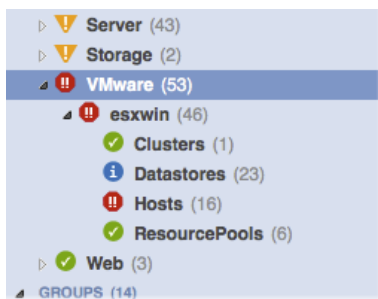 Server (43)
Storage (2)
VMware (53)
esxwin (46)
Clusters (1)
Datastores (23)
Hosts (16)
ResourcePools (6)
Web (3)
GROUPS (14)